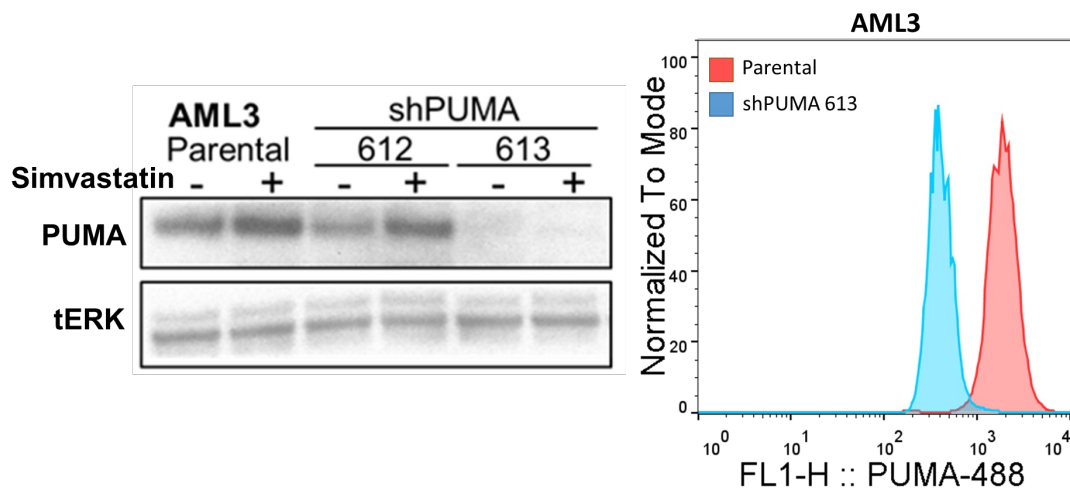 AML3
shPUMA
Parental
612
613
Simvastatin - + - + - +
PUMA
tERK
AML3
Parental
shPUMA 613
Normalized To Mode
100
80
60
40
20
0
10^0 10^1 10^2 10^3 10^4
FL1-H :: PUMA-488